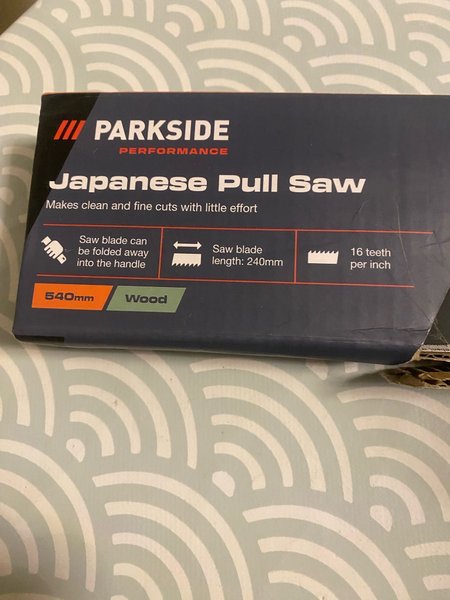 /// PARKSIDE
PERFORMANCE
Japanese Pull Saw
Makes clean and fine cuts with little effort
Saw blade can
be folded away
into the handle
Saw blade
length: 240mm
16 teeth
per inch
540mm
Wood